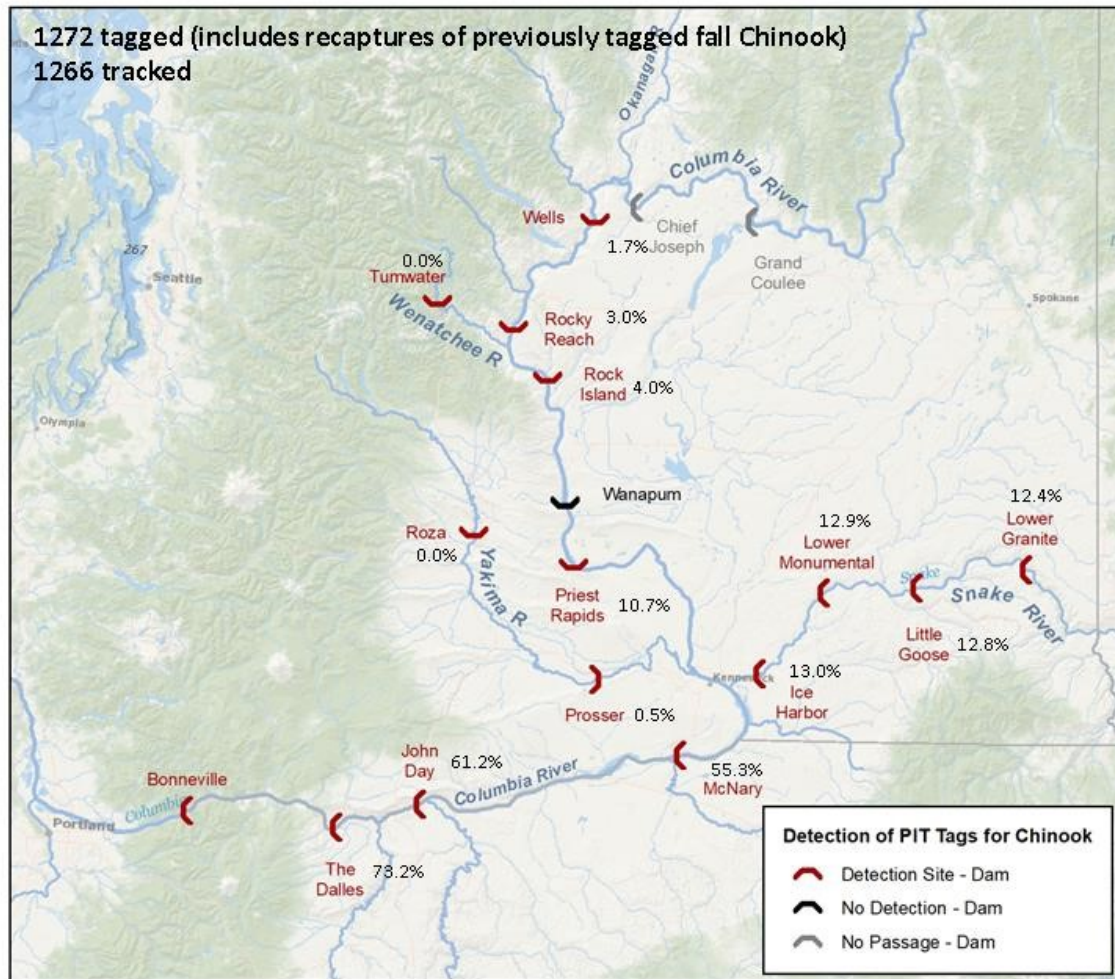 1272 tagged (includes recaptures of previously tagged fall Chinook)
1266 tracked
Okanagan R
Columbia River
Wells
Chief
Joseph
1.7%
Grand
Coulee
0.0%
Tumwater
267
Seattle
Spokane
Wenatchee R
Rocky
Reach
3.0%
Rock
Island
4.0%
Olympia
Wanapum
12.4%
Lower
Granite
12.9%
Lower
Monumental
Roza
0.0%
Yakima R
Priest
Rapids
10.7%
Snake
Snake River
Little
Goose
12.8%
Kennewick
13.0%
Ice
Harbor
Prosser
0.5%
John
Day
61.2%
Columbia River
55.3%
McNary
Bonneville
Columbia
Portland
The
Dalles
73.2%
Detection of PIT Tags for Chinook
Detection Site - Dam
No Detection - Dam
No Passage - Dam